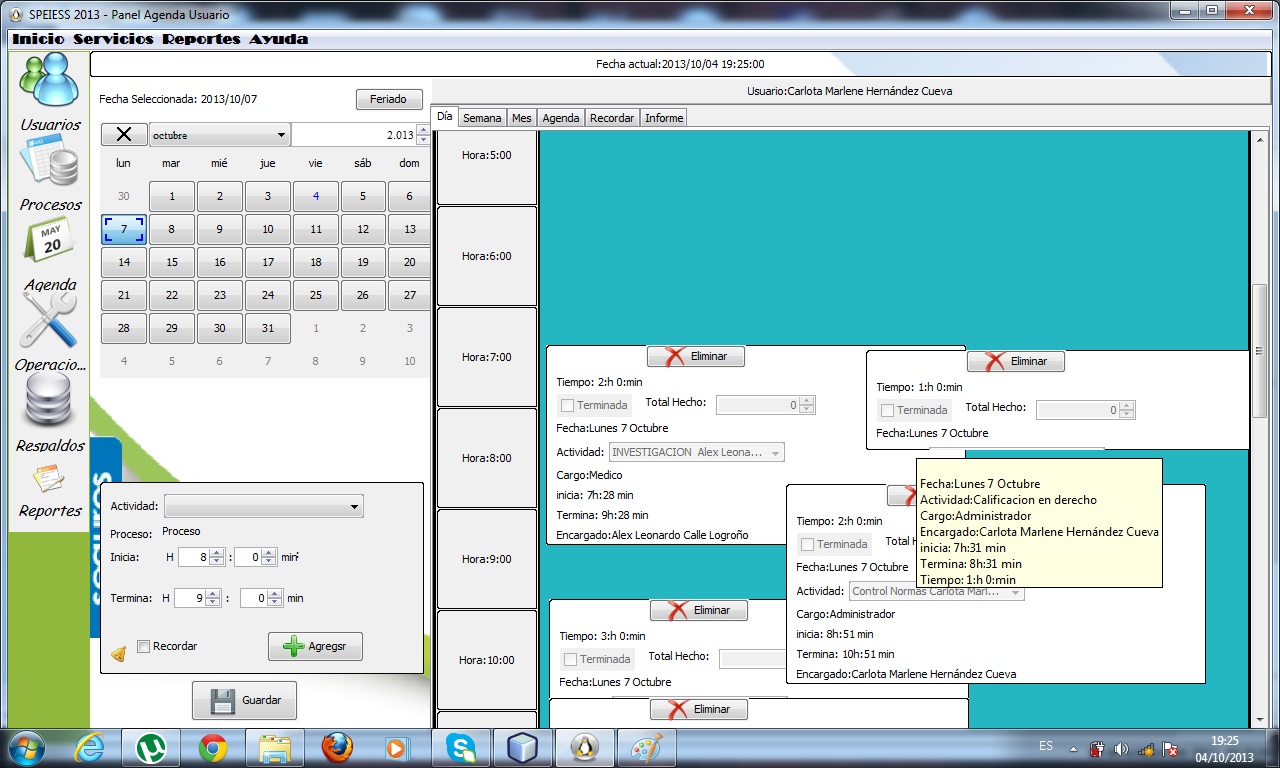 SPEIESS 2013 - Panel Agenda Usuario
Inicio Servicios Reportes Ayuda
Fecha actual:2013/10/04 19:25:00
Usuario:Carlota Marlene Hernández Cueva
Usuarios
Procesos
MAY
20
Agenda
Operacio...
Respaldos
Reportes
Fecha Seleccionada: 2013/10/07
Feriado
octubre 2.013
lun mar mié jue vie sáb dom
30 1 2 3 4 5 6
7 8 9 10 11 12 13
14 15 16 17 18 19 20
21 22 23 24 25 26 27
28 29 30 31 1 2 3
4 5 6 7 8 9 10
seguros
Actividad:
Proceso: Proceso
Inicia: H 8 : 0 min
Termina: H 9 : 0 min
Recordar
Agregsr
Guardar
Día Semana Mes Agenda Recordar Informe
Hora:5:00
Hora:6:00
Hora:7:00
Hora:8:00
Hora:9:00
Hora:10:00
Eliminar
Tiempo: 2:h 0:min
Terminada Total Hecho: 0
Fecha:Lunes 7 Octubre
Actividad: INVESTIGACION Alex Leona...
Cargo:Medico
inicia: 7h:28 min
Termina: 9h:28 min
Encargado:Alex Leonardo Calle Logroño
Eliminar
Tiempo: 1:h 0:min
Terminada Total Hecho: 0
Fecha:Lunes 7 Octubre
Fecha:Lunes 7 Octubre
Actividad:Calificacion en derecho
Cargo:Administrador
Encargado:Carlota Marlene Hernández Cueva
inicia: 7h:31 min
Termina: 8h:31 min
Tiempo: 1:h 0:min
Tiempo: 2:h 0:min
Terminada Total H
Fecha:Lunes 7 Octubre
Actividad: Control Normas Carlota Marl...
Cargo:Administrador
inicia: 8h:51 min
Termina: 10h:51 min
Encargado:Carlota Marlene Hernández Cueva
Eliminar
Tiempo: 3:h 0:min
Terminada Total Hecho:
Fecha:Lunes 7 Octubre
Eliminar
ES
19:25
04/10/2013